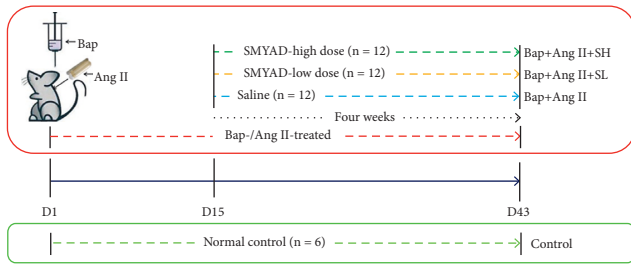 Bap
Ang II
SMYAD-high dose (n = 12)
Bap+Ang II+SH
SMYAD-low dose (n = 12)
Bap+Ang II+SL
Saline (n = 12)
Bap+Ang II
Four weeks
Bap-/Ang II-treated
D1
D15
D43
Normal control (n = 6)
Control